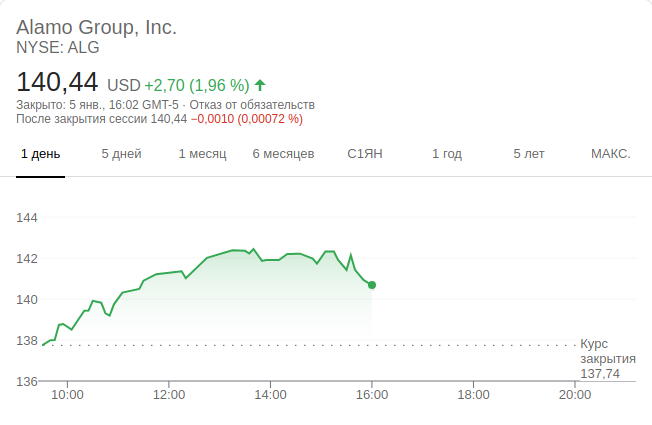 Alamo Group, Inc.
NYSE: ALG
140,44 USD +2,70 (1,96 %)
Закрыто: 5 янв., 16:02 GMT-5 · Отказ от обязательств
После закрытия сессии 140,44 −0,0010 (0,00072 %)
1 день 5 дней 1 месяц 6 месяцев С1ЯН 1 год 5 лет МАКС.
144
142
140
138
Курс
закрытия
137,74
136
10:00 12:00 14:00 16:00 18:00 20:00